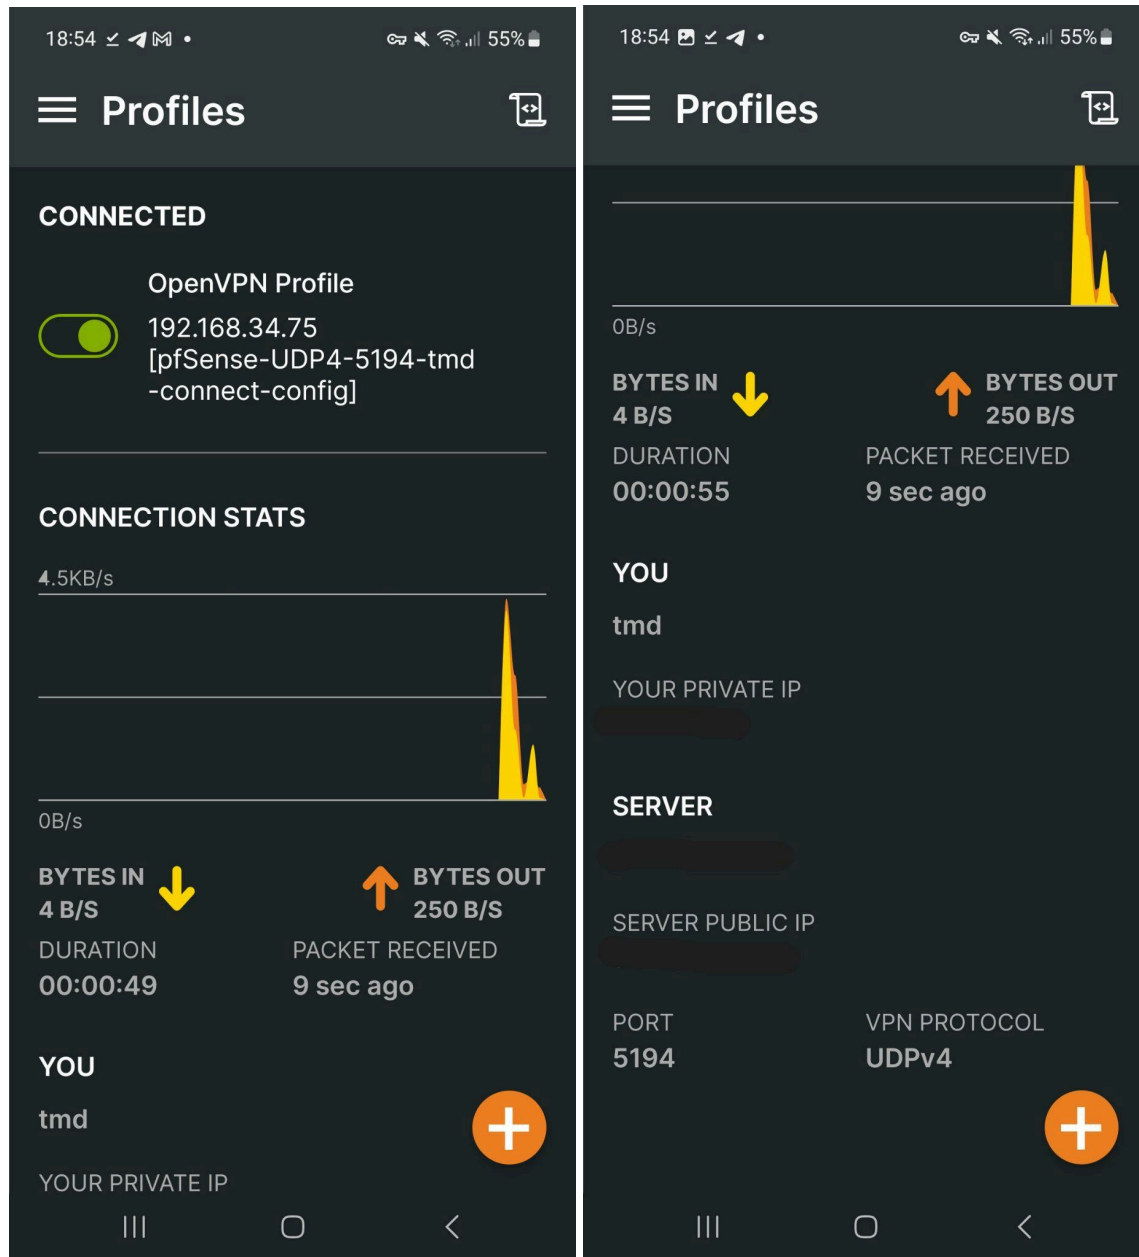 18:54 55%
Profiles
CONNECTED
OpenVPN Profile
192.168.34.75
[pfSense-UDP4-5194-tmd
-connect-config]
CONNECTION STATS
4.5KB/s
0B/s
BYTES IN BYTES OUT
4 B/S 250 B/S
DURATION PACKET RECEIVED
00:00:49 9 sec ago
YOU
tmd
YOUR PRIVATE IP
18:54 55%
Profiles
0B/s
BYTES IN BYTES OUT
4 B/S 250 B/S
DURATION PACKET RECEIVED
00:00:55 9 sec ago
YOU
tmd
YOUR PRIVATE IP
SERVER
SERVER PUBLIC IP
PORT VPN PROTOCOL
5194 UDPv4